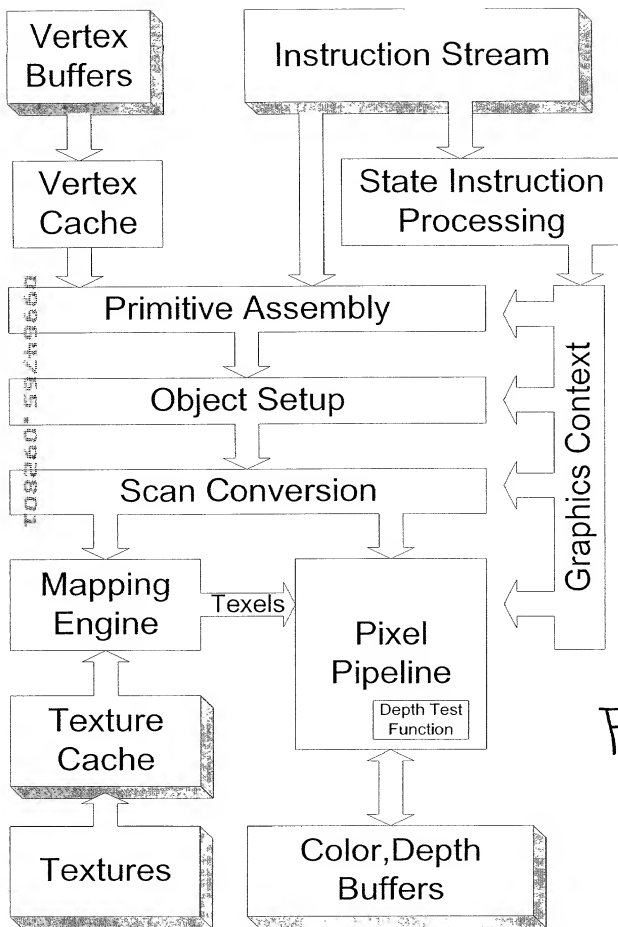 Vertex
Buffers
Instruction Stream
Vertex
Cache
State Instruction
Processing
Primitive Assembly
Object Setup
Scan Conversion
Graphics Context
Mapping
Engine
Texels
Pixel
Pipeline
Depth Test
Function
Texture
Cache
Textures
Color,Depth
Buffers